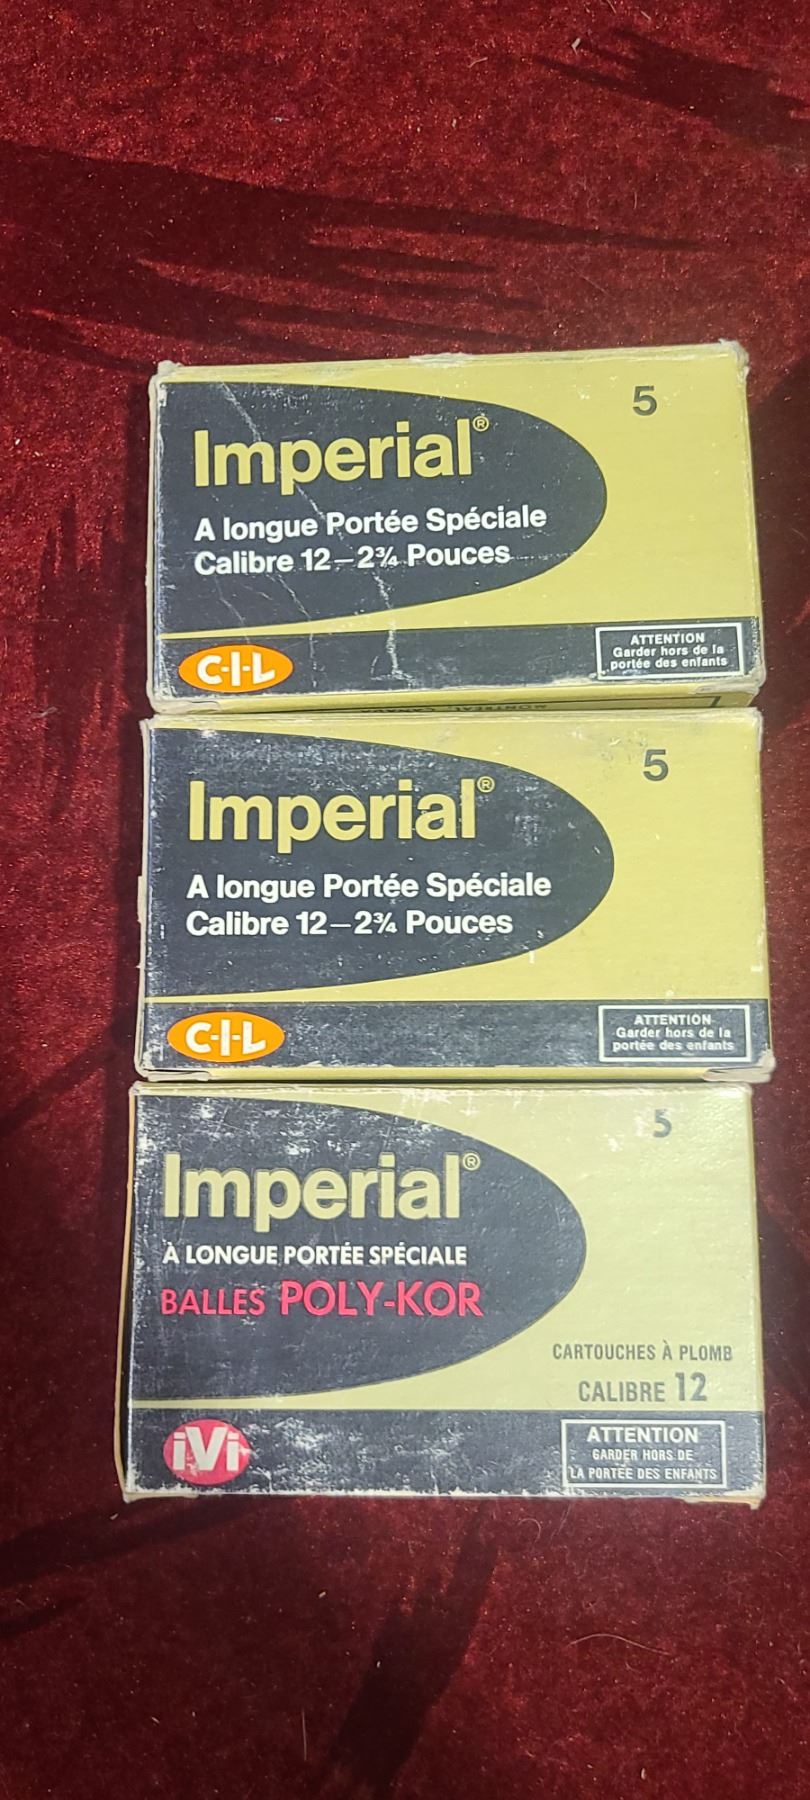 5
Imperial®
A longue Portée Spéciale
Calibre 12–2¾ Pouces
C-I-L
ATTENTION
Garder hors de la
portée des enfants
MONTREAL CANADA
5
Imperial®
A longue Portée Spéciale
Calibre 12–2¾ Pouces
C-I-L
ATTENTION
Garder hors de la
portée des enfants
5
Imperial®
À LONGUE PORTÉE SPÉCIALE
BALLES POLY-KOR
CARTOUCHES À PLOMB
CALIBRE 12
iVi
ATTENTION
GARDER HORS DE
LA PORTÉE DES ENFANTS